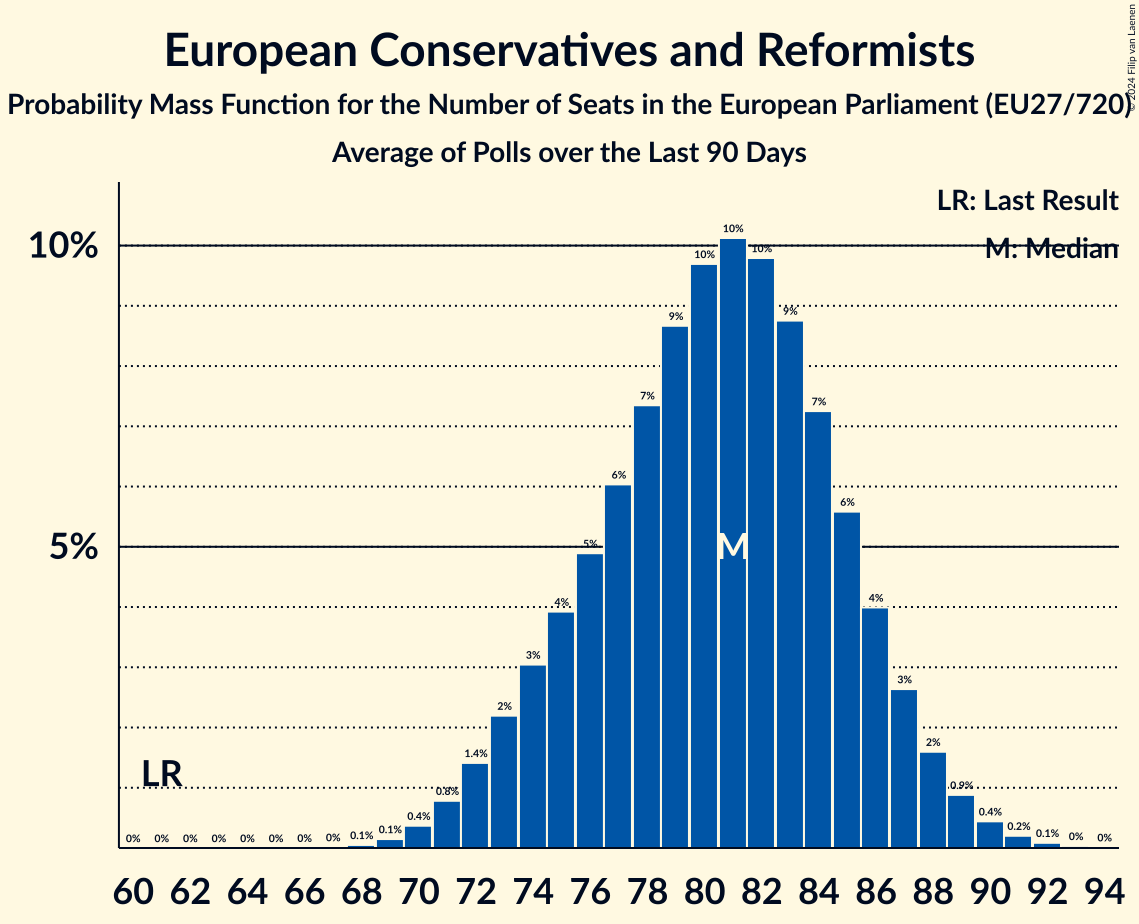 European Conservatives and Reformists
Probability Mass Function for the Number of Seats in the European Parliament (EU27/720)
Average of Polls over the Last 90 Days
© 2024 Filip van Laenen
LR: Last Result
M: Median
10%
5%
LR
M
0% 0% 0% 0% 0% 0% 0% 0% 0.1% 0.1% 0.4% 0.8% 1.4% 2% 3% 4% 5% 6% 7% 9% 10% 10% 10% 9% 7% 6% 4% 3% 2% 0.9% 0.4% 0.2% 0.1% 0% 0%
60 62 64 66 68 70 72 74 76 78 80 82 84 86 88 90 92 94